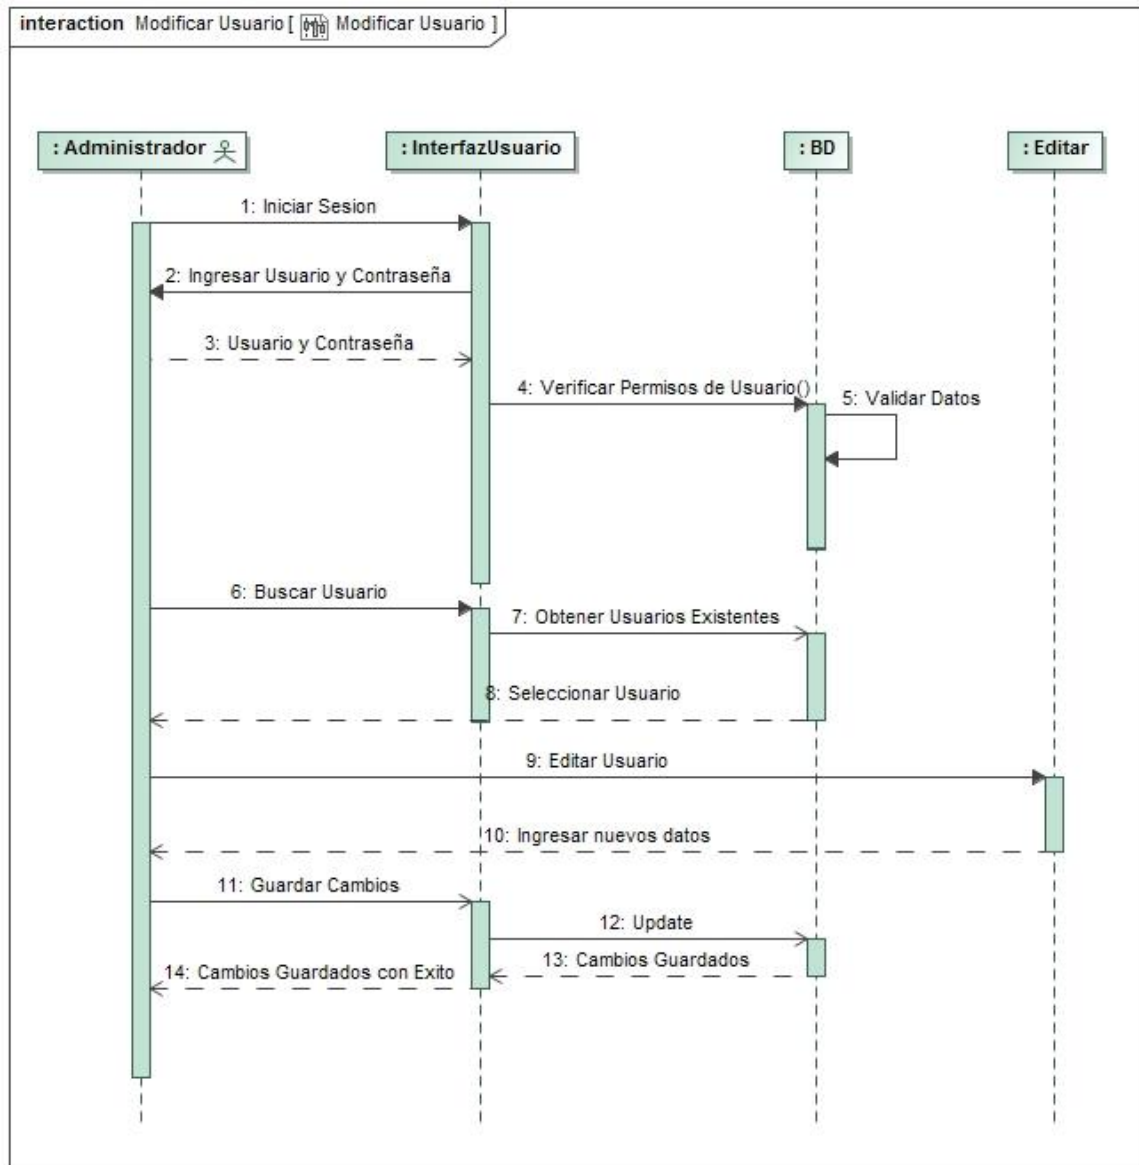 interaction Modificar Usuario [ Modificar Usuario ]
: Administrador
: InterfazUsuario
: BD
: Editar
1: Iniciar Sesion
2: Ingresar Usuario y Contraseña
3: Usuario y Contraseña
4: Verificar Permisos de Usuario()
5: Validar Datos
6: Buscar Usuario
7: Obtener Usuarios Existentes
8: Seleccionar Usuario
9: Editar Usuario
10: Ingresar nuevos datos
11: Guardar Cambios
12: Update
13: Cambios Guardados
14: Cambios Guardados con Exito